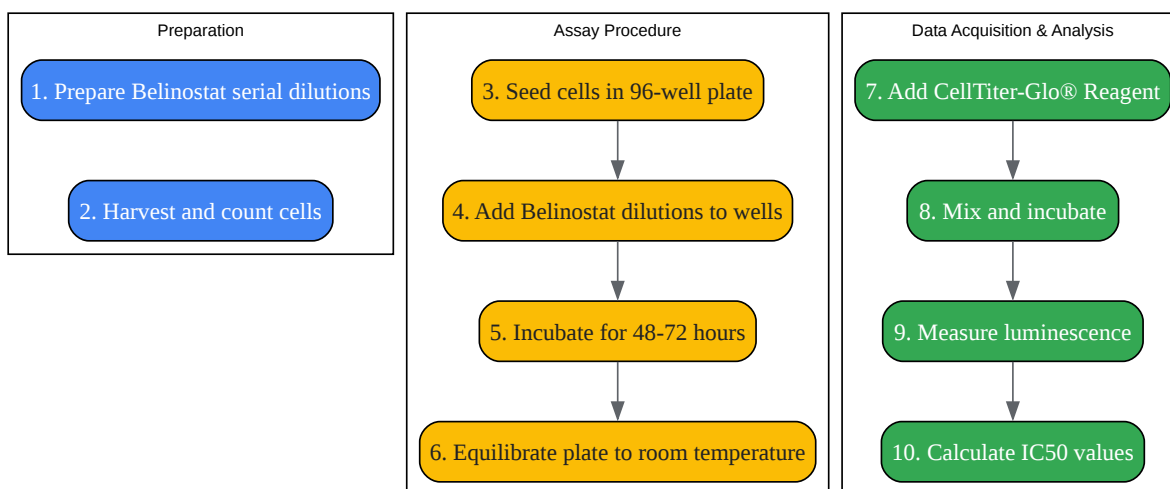 Preparation
1. Prepare Belinostat serial dilutions
2. Harvest and count cells
Assay Procedure
3. Seed cells in 96-well plate
4. Add Belinostat dilutions to wells
5. Incubate for 48-72 hours
6. Equilibrate plate to room temperature
Data Acquisition & Analysis
7. Add CellTiter-Glo® Reagent
8. Mix and incubate
9. Measure luminescence
10. Calculate IC50 values